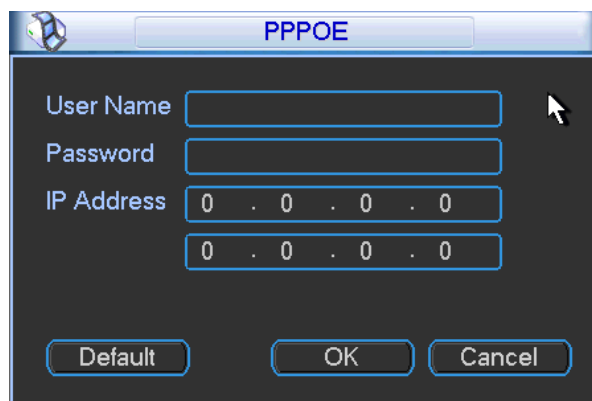 PPPOE
User Name
Password
IP Address 0 . 0 . 0 . 0
0 . 0 . 0 . 0
Default OK Cancel